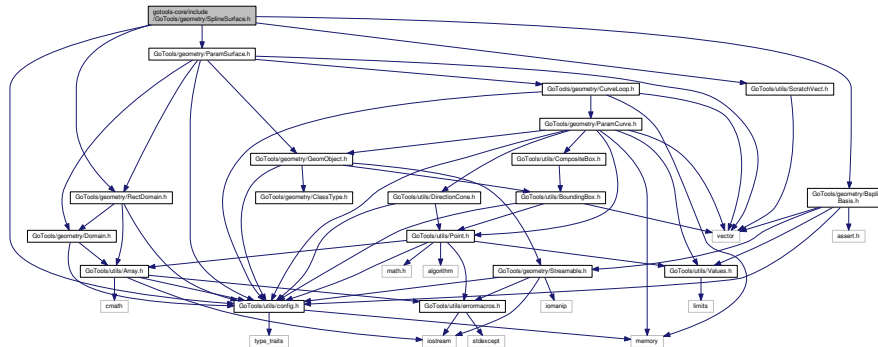 gotools-core/include
/GoTools/geometry/SplineSurface.h
GoTools/geometry/ParamSurface.h
GoTools/geometry/CurveLoop.h
GoTools/utils/ScratchVect.h
GoTools/geometry/ParamCurve.h
GoTools/geometry/GeomObject.h
GoTools/utils/CompositeBox.h
GoTools/geometry/RectDomain.h
GoTools/geometry/ClassType.h
GoTools/utils/DirectionCone.h
GoTools/utils/BoundingBox.h
GoTools/geometry/Bspline
Basis.h
GoTools/geometry/Domain.h
GoTools/utils/Point.h
vector
assert.h
GoTools/utils/Array.h
math.h
algorithm
GoTools/geometry/Streamable.h
GoTools/utils/Values.h
cmath
GoTools/utils/config.h
GoTools/utils/errormacros.h
iomanip
limits
type_traits
iostream
stdexcept
memory